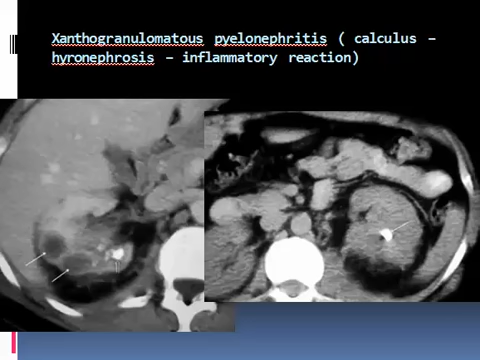 Xanthogranulomatous pyelonephritis ( calculus –
hyronephrosis – inflammatory reaction)